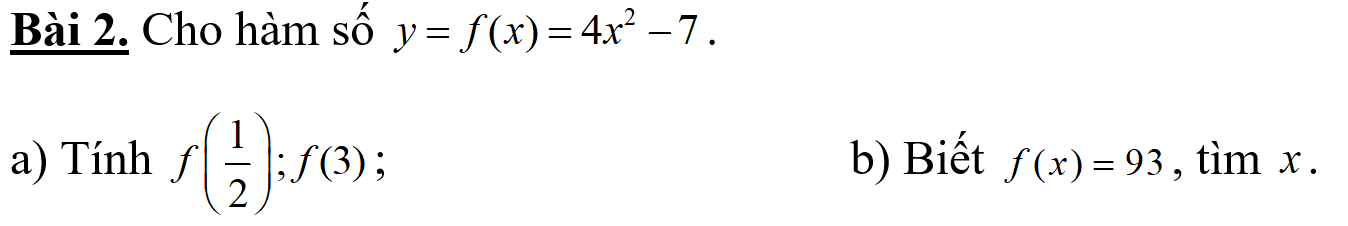 Bài 2. Cho hàm số y = f(x) = 4x² − 7 .
a) Tính f(1/2); f(3) ; b) Biết f(x) = 93 , tìm x .